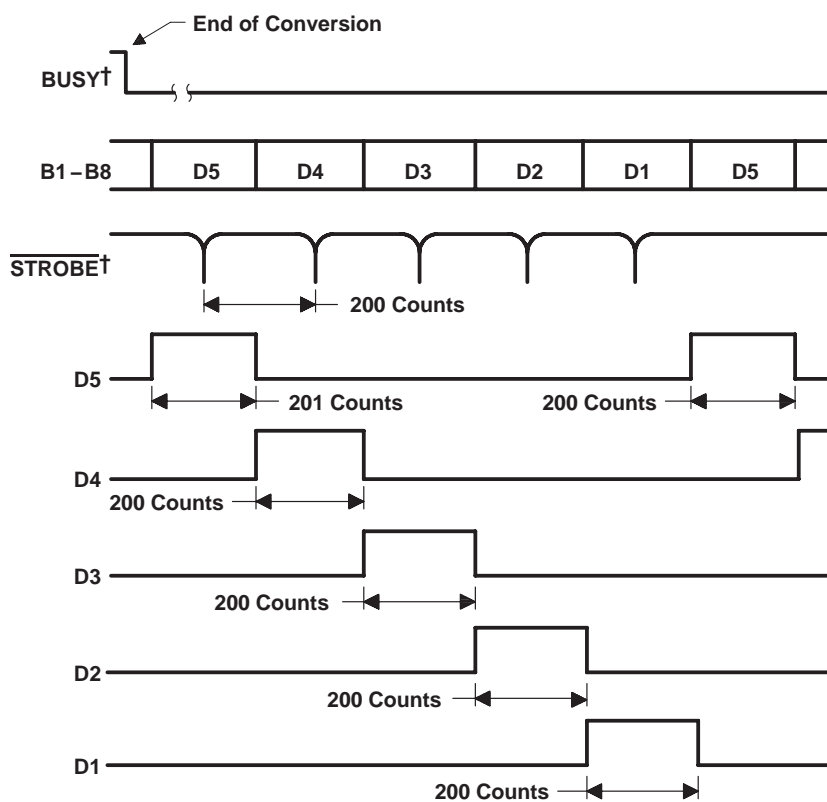 End of Conversion
BUSY†
B1–B8 D5 D4 D3 D2 D1 D5
STROBE†
200 Counts
D5
201 Counts 200 Counts
D4
200 Counts
D3
200 Counts
D2
200 Counts
D1
200 Counts